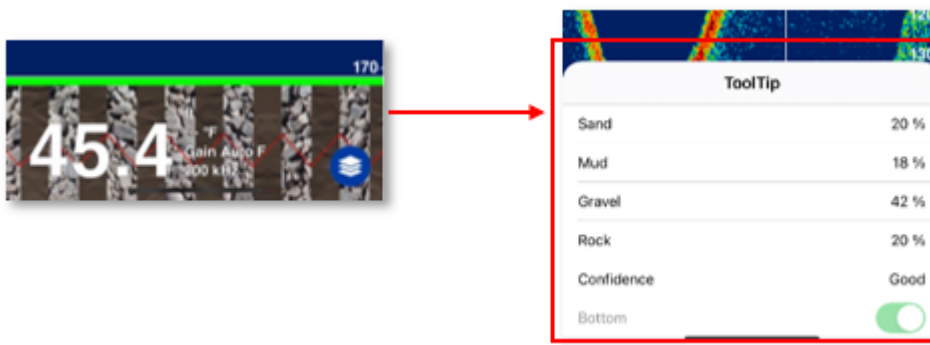 170
45.4
°F
Gain Auto F
200 kHz
130
ToolTip
Sand 20 %
Mud 18 %
Gravel 42 %
Rock 20 %
Confidence Good
Bottom